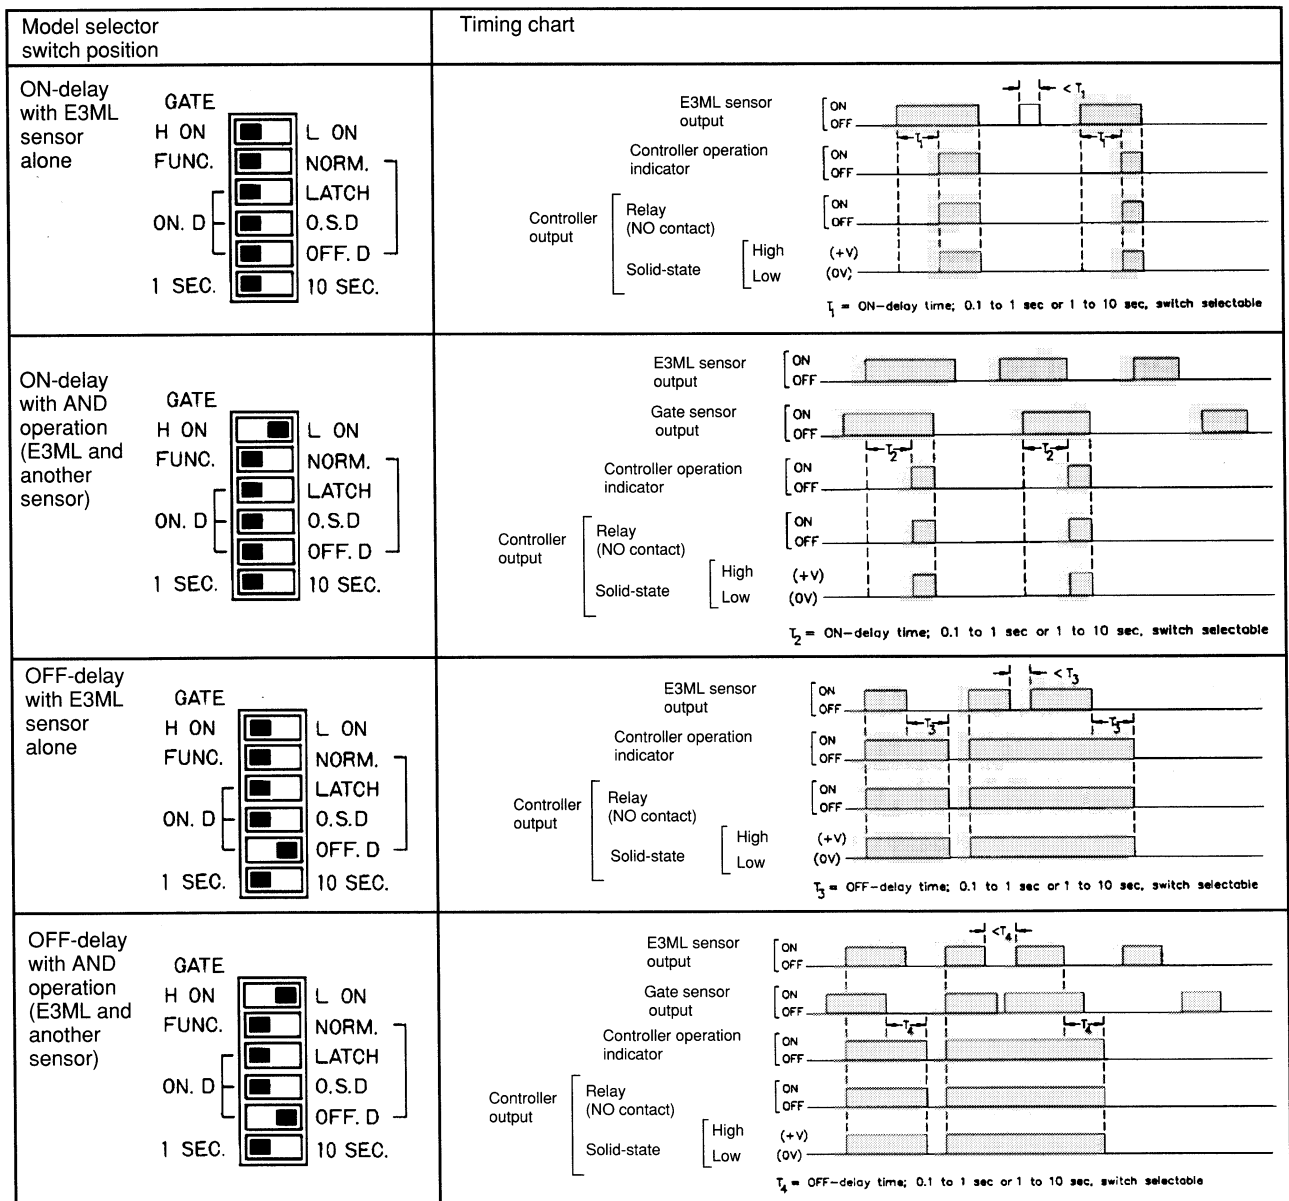 Model selector
switch position
Timing chart
ON-delay
with E3ML
sensor
alone
GATE
H ON
L ON
FUNC.
NORM.
LATCH
ON. D
O.S.D
OFF. D
1 SEC.
10 SEC.
E3ML sensor
output
ON
OFF
< T1
T1
T1
Controller operation
indicator
ON
OFF
Controller
output
Relay
(NO contact)
ON
OFF
Solid-state
High
Low
(+V)
(0V)
T1 = ON-delay time; 0.1 to 1 sec or 1 to 10 sec, switch selectable
ON-delay
with AND
operation
(E3ML and
another
sensor)
GATE
H ON
L ON
FUNC.
NORM.
LATCH
ON. D
O.S.D
OFF. D
1 SEC.
10 SEC.
E3ML sensor
output
ON
OFF
Gate sensor
output
ON
OFF
T2
T2
Controller operation
indicator
ON
OFF
Controller
output
Relay
(NO contact)
ON
OFF
Solid-state
High
Low
(+V)
(0V)
T2 = ON-delay time; 0.1 to 1 sec or 1 to 10 sec, switch selectable
OFF-delay
with E3ML
sensor
alone
GATE
H ON
L ON
FUNC.
NORM.
LATCH
ON. D
O.S.D
OFF. D
1 SEC.
10 SEC.
E3ML sensor
output
ON
OFF
< T3
T3
T3
Controller operation
indicator
ON
OFF
Controller
output
Relay
(NO contact)
ON
OFF
Solid-state
High
Low
(+V)
(0V)
T3 = OFF-delay time; 0.1 to 1 sec or 1 to 10 sec, switch selectable
OFF-delay
with AND
operation
(E3ML and
another
sensor)
GATE
H ON
L ON
FUNC.
NORM.
LATCH
ON. D
O.S.D
OFF. D
1 SEC.
10 SEC.
E3ML sensor
output
ON
OFF
<T4
Gate sensor
output
ON
OFF
T4
T4
Controller operation
indicator
ON
OFF
Controller
output
Relay
(NO contact)
ON
OFF
Solid-state
High
Low
(+V)
(0V)
T4 = OFF-delay time; 0.1 to 1 sec or 1 to 10 sec, switch selectable